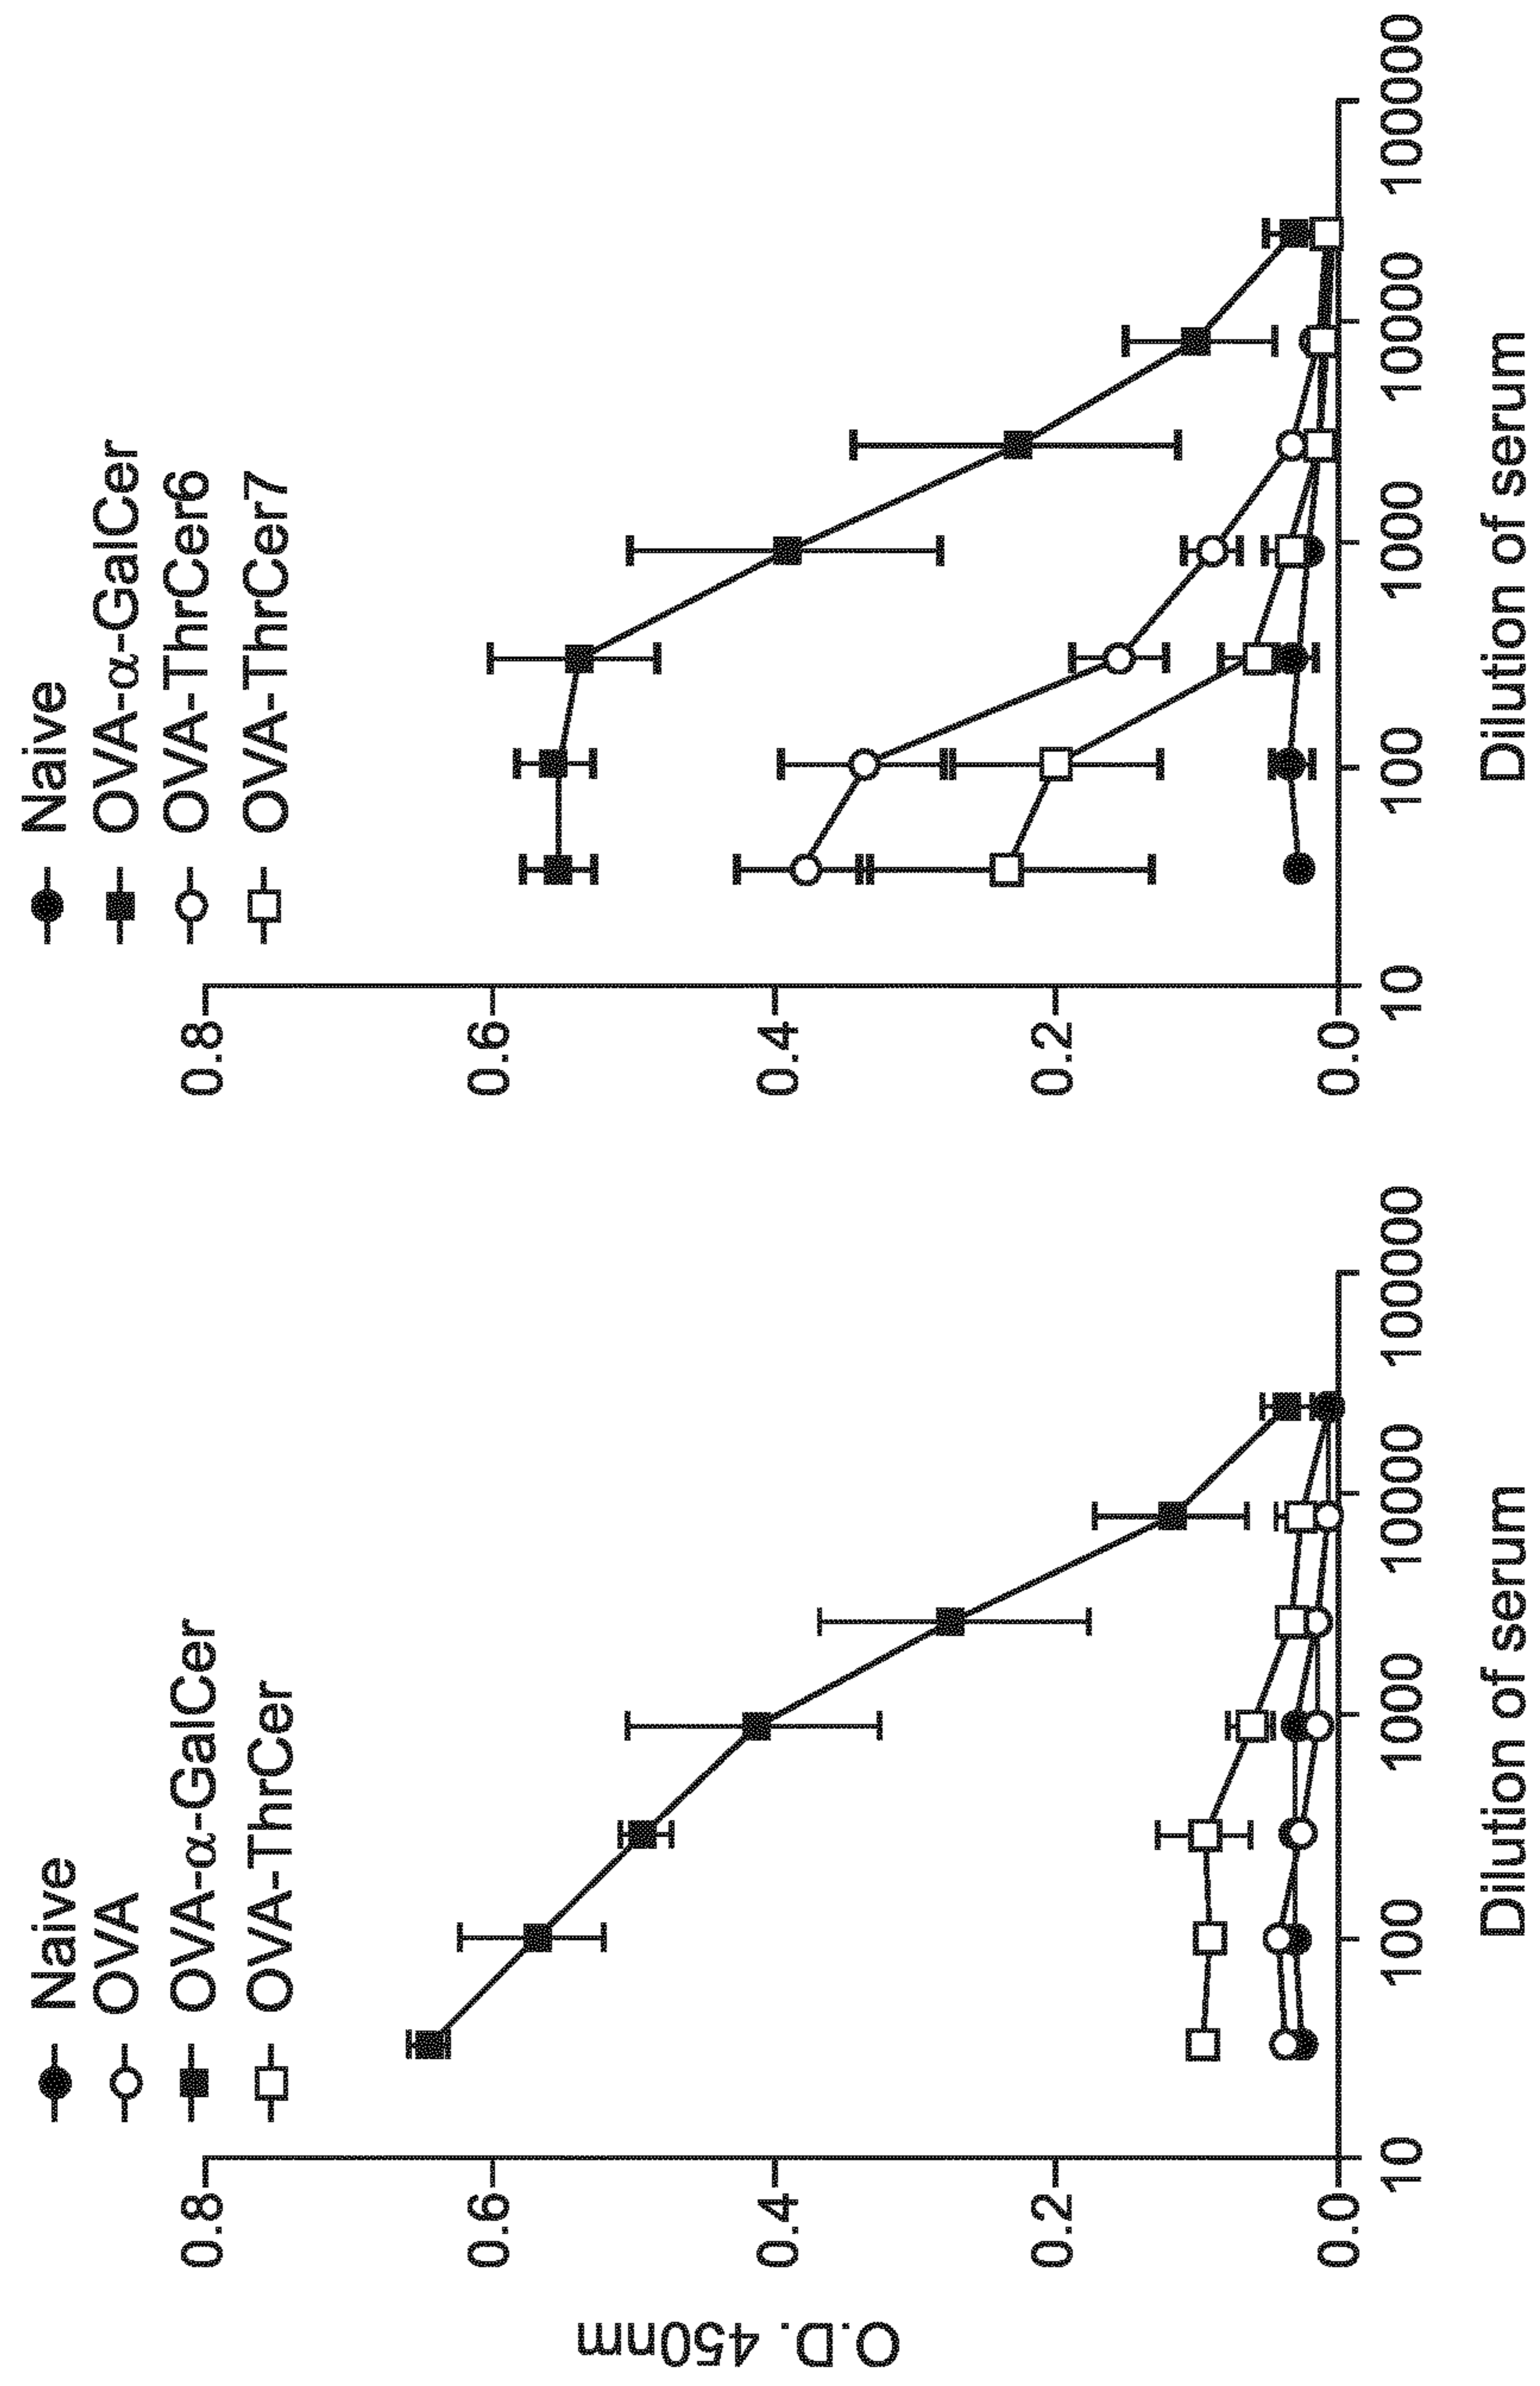 Naive
OVA
OVA-α-GalCer
OVA-ThrCer
O.D. 450nm
0.8
0.6
0.4
0.2
0.0
10
100
1000
10000
100000
Dilution of serum
Naive
OVA-α-GalCer
OVA-ThrCer6
OVA-ThrCer7
0.8
0.6
0.4
0.2
0.0
10
100
1000
10000
100000
Dilution of serum